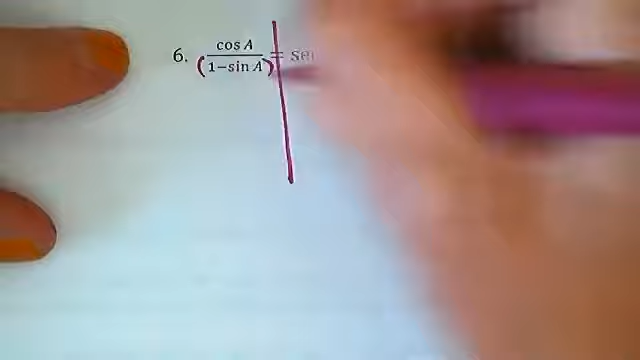 6. (cos A / 1−sin A) =